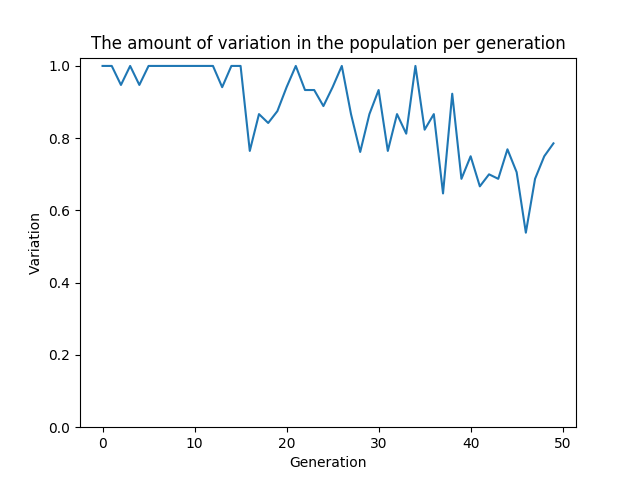 The amount of variation in the population per generation
1.0
0.8
0.6
0.4
0.2
0.0
Variation
0 10 20 30 40 50
Generation